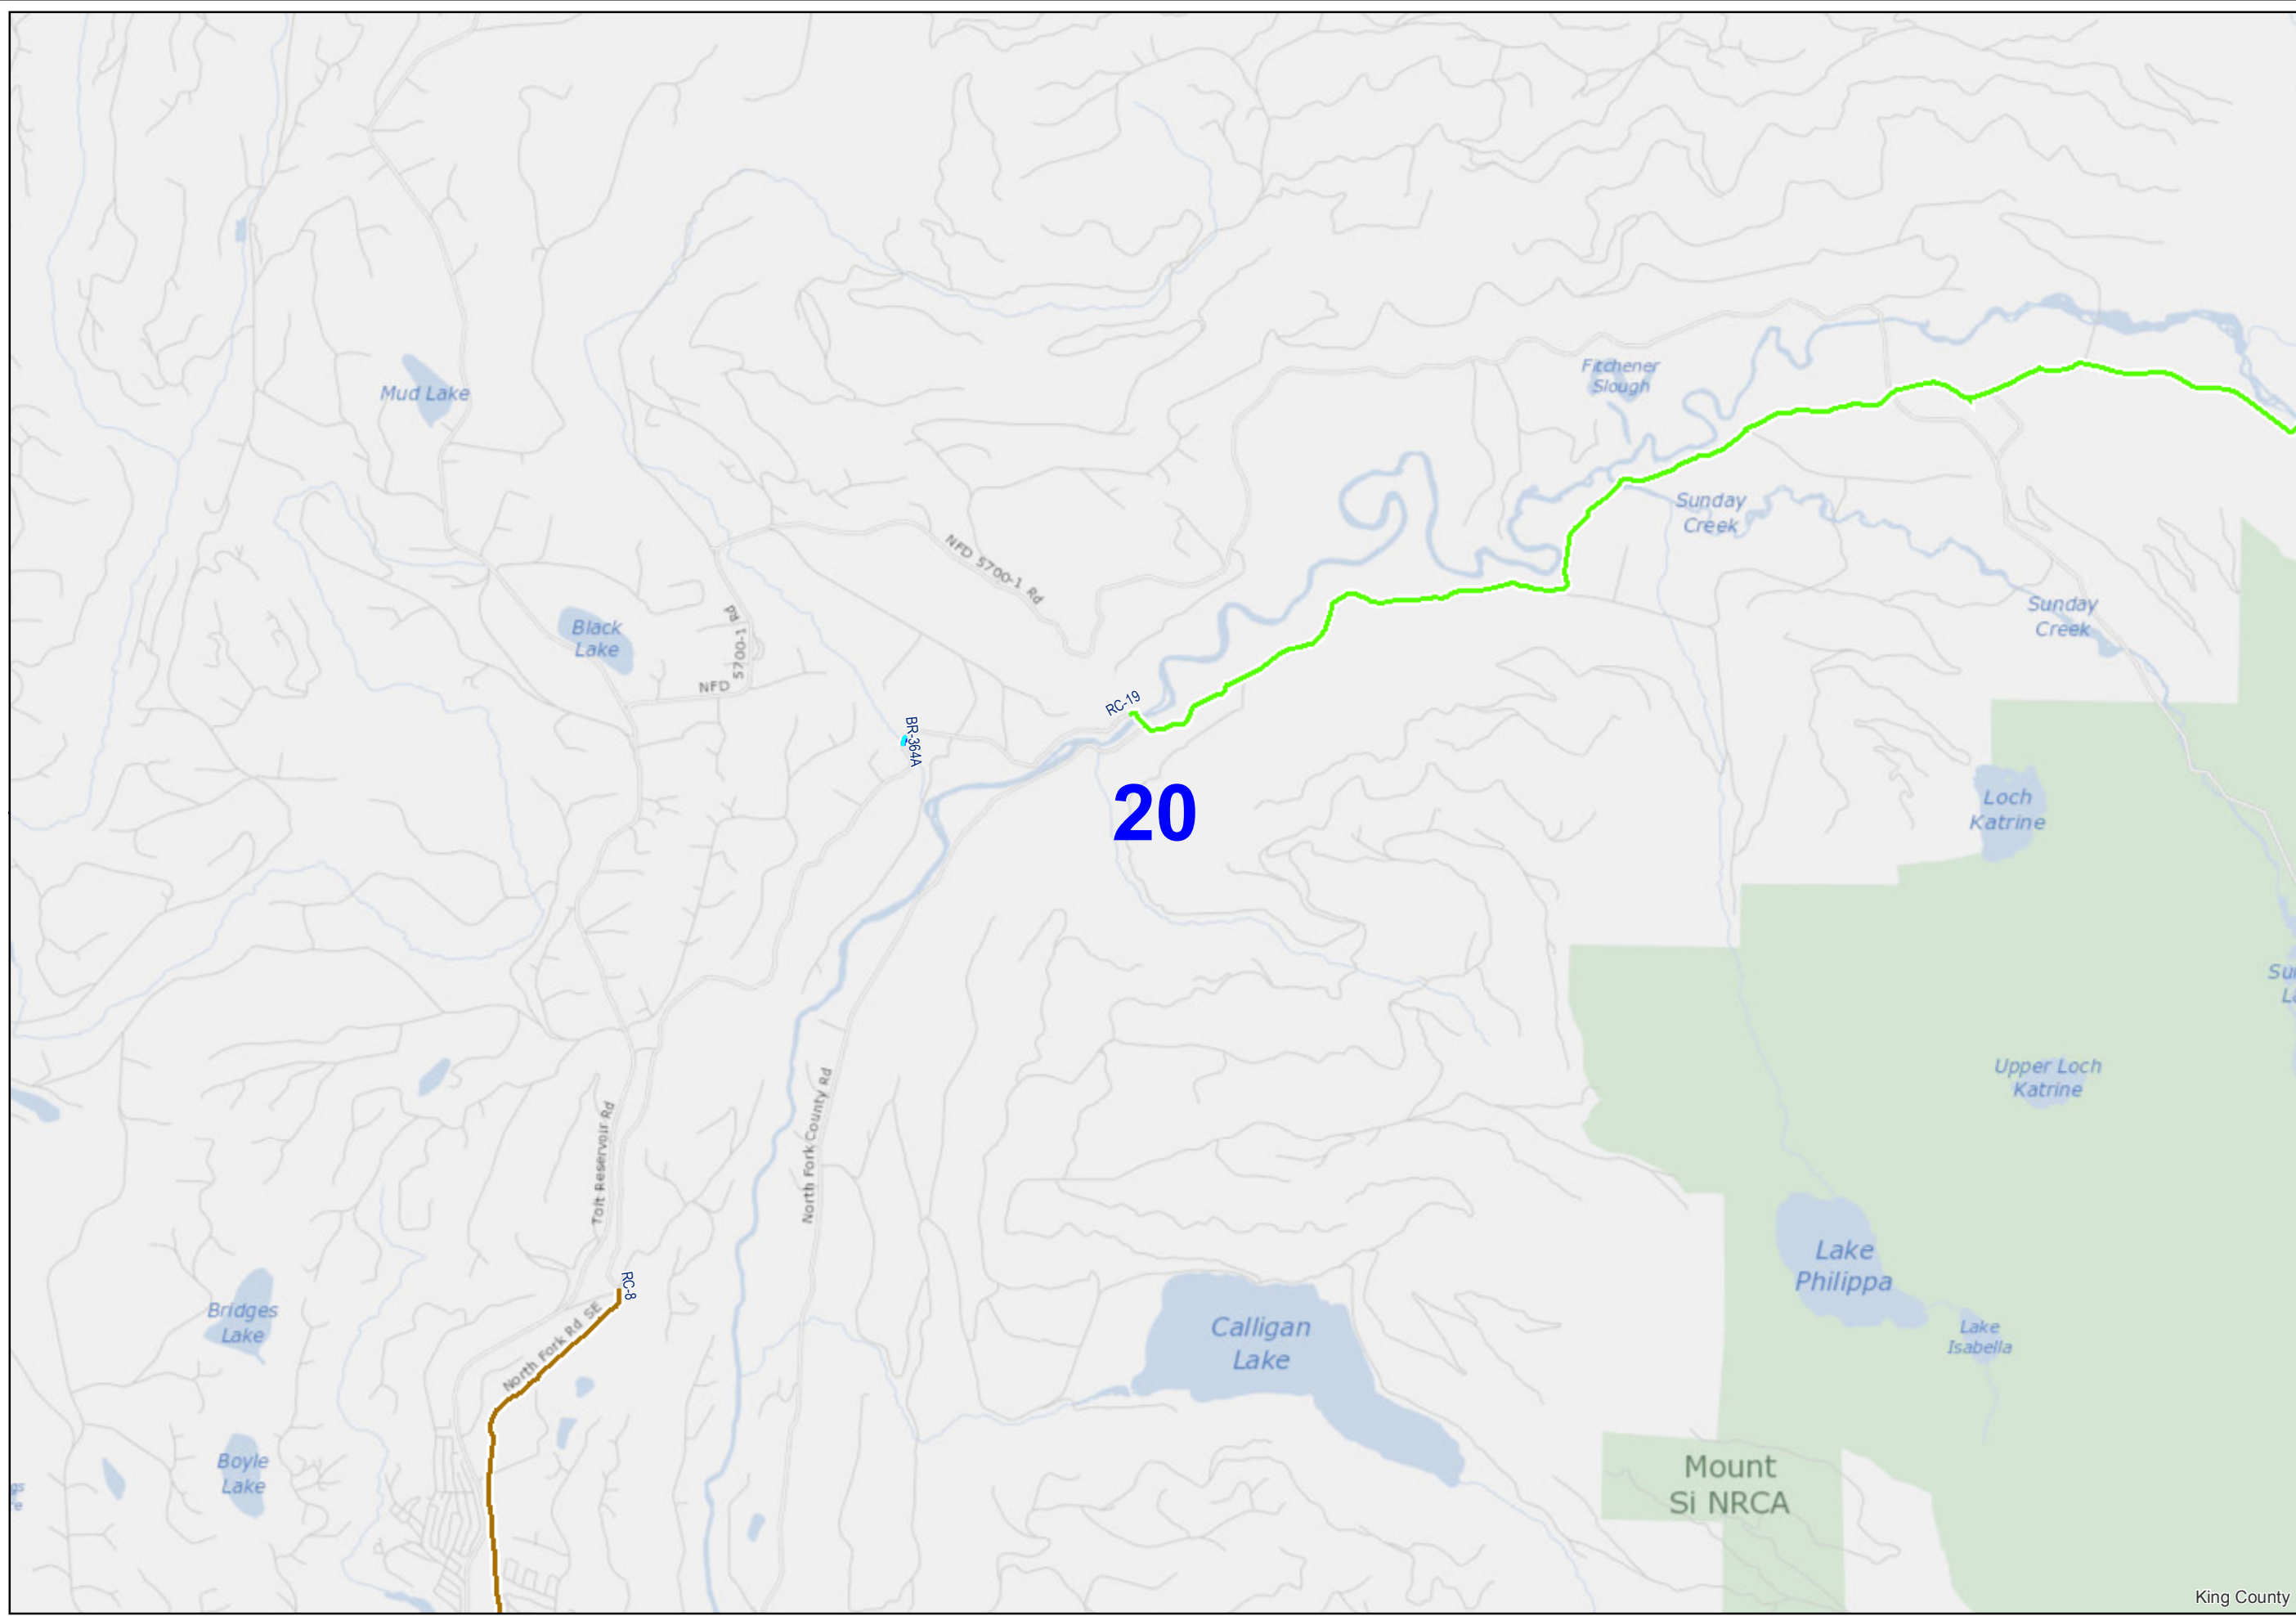 Fitchener
Slough
Mud Lake
Sunday
Creek
NFD 5700-1 Rd
Sunday
Creek
Black
Lake
NFD 5700-1 Rd
RC-19
BR-364A
20
Loch
Katrine
Upper Loch
Katrine
North Fork County Rd
Tolt Reservoir Rd
Lake
Philippa
RC-8
Bridges
Lake
North Fork Rd SE
Calligan
Lake
Lake
Isabella
Boyle
Lake
Mount
Si NRCA
King County